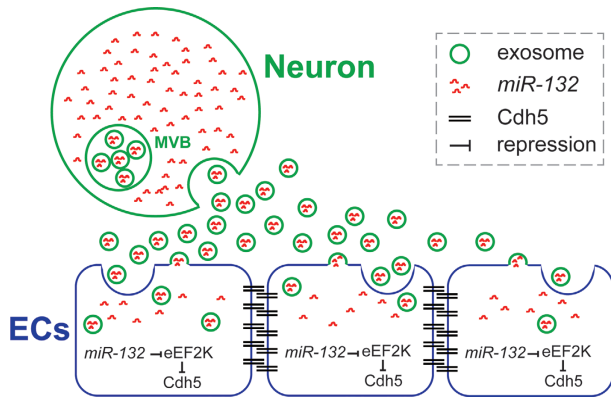 Neuron
MVB
exosome
miR-132
Cdh5
repression
ECs
miR-132 ⊣ eEF2K
⊥
Cdh5
miR-132 ⊣ eEF2K
⊥
Cdh5
miR-132 ⊣ eEF2K
⊥
Cdh5